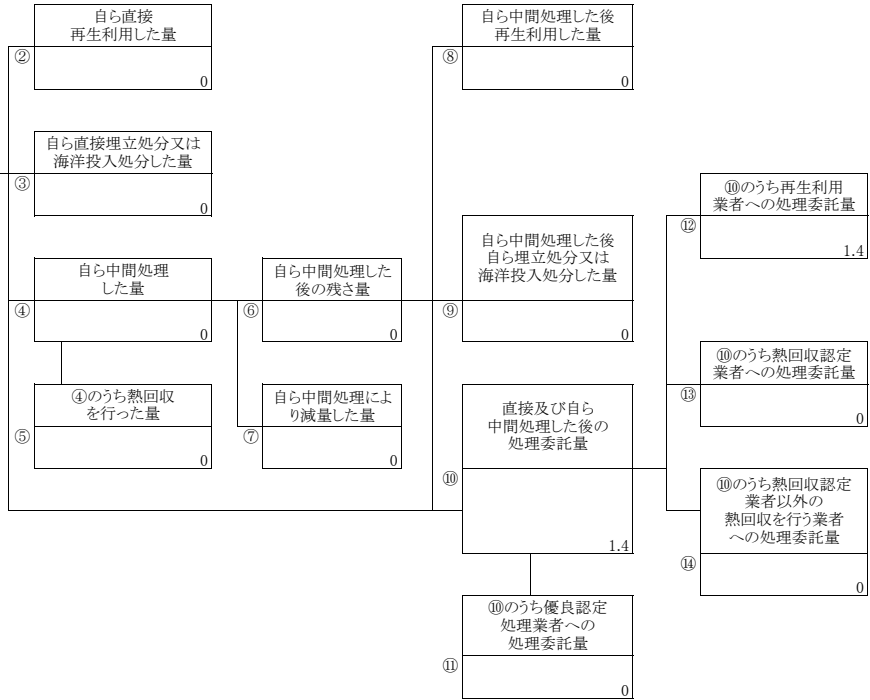 自ら直接
再生利用した量
②
0
自ら直接埋立処分又は
海洋投入処分した量
③
0
自ら中間処理
した量
④
0
④のうち熱回収
を行った量
⑤
0
自ら中間処理した
後の残さ量
⑥
0
自ら中間処理によ
り減量した量
⑦
0
自ら中間処理した後
再生利用した量
⑧
0
自ら中間処理した後
自ら埋立処分又は
海洋投入処分した量
⑨
0
直接及び自ら
中間処理した後の
処理委託量
⑩
1.4
⑩のうち優良認定
処理業者への
処理委託量
⑪
0
⑩のうち再生利用
業者への処理委託量
⑫
1.4
⑩のうち熱回収認定
業者への処理委託量
⑬
0
⑩のうち熱回収認定
業者以外の
熱回収を行う業者
への処理委託量
⑭
0